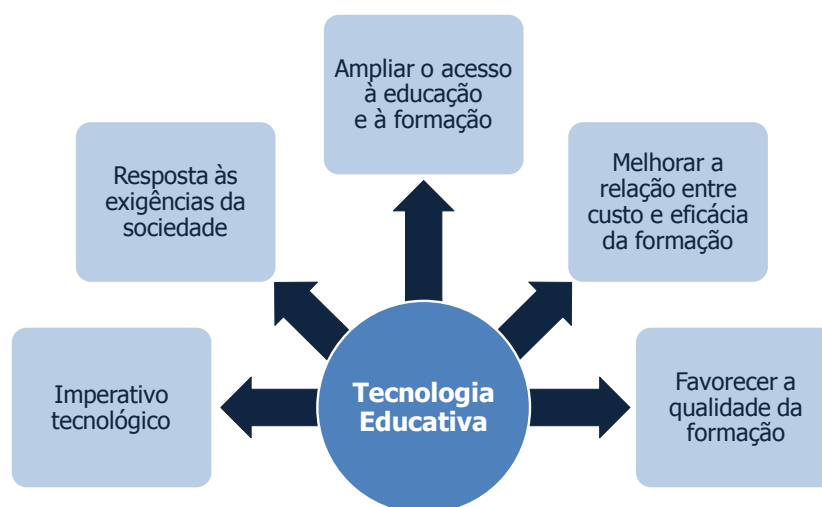 Ampliar o acesso
à educação
e à formação
Resposta às
exigências da
sociedade
Melhorar a
relação entre
custo e eficácia
da formação
Imperativo
tecnológico
Tecnologia
Educativa
Favorecer a
qualidade da
formação